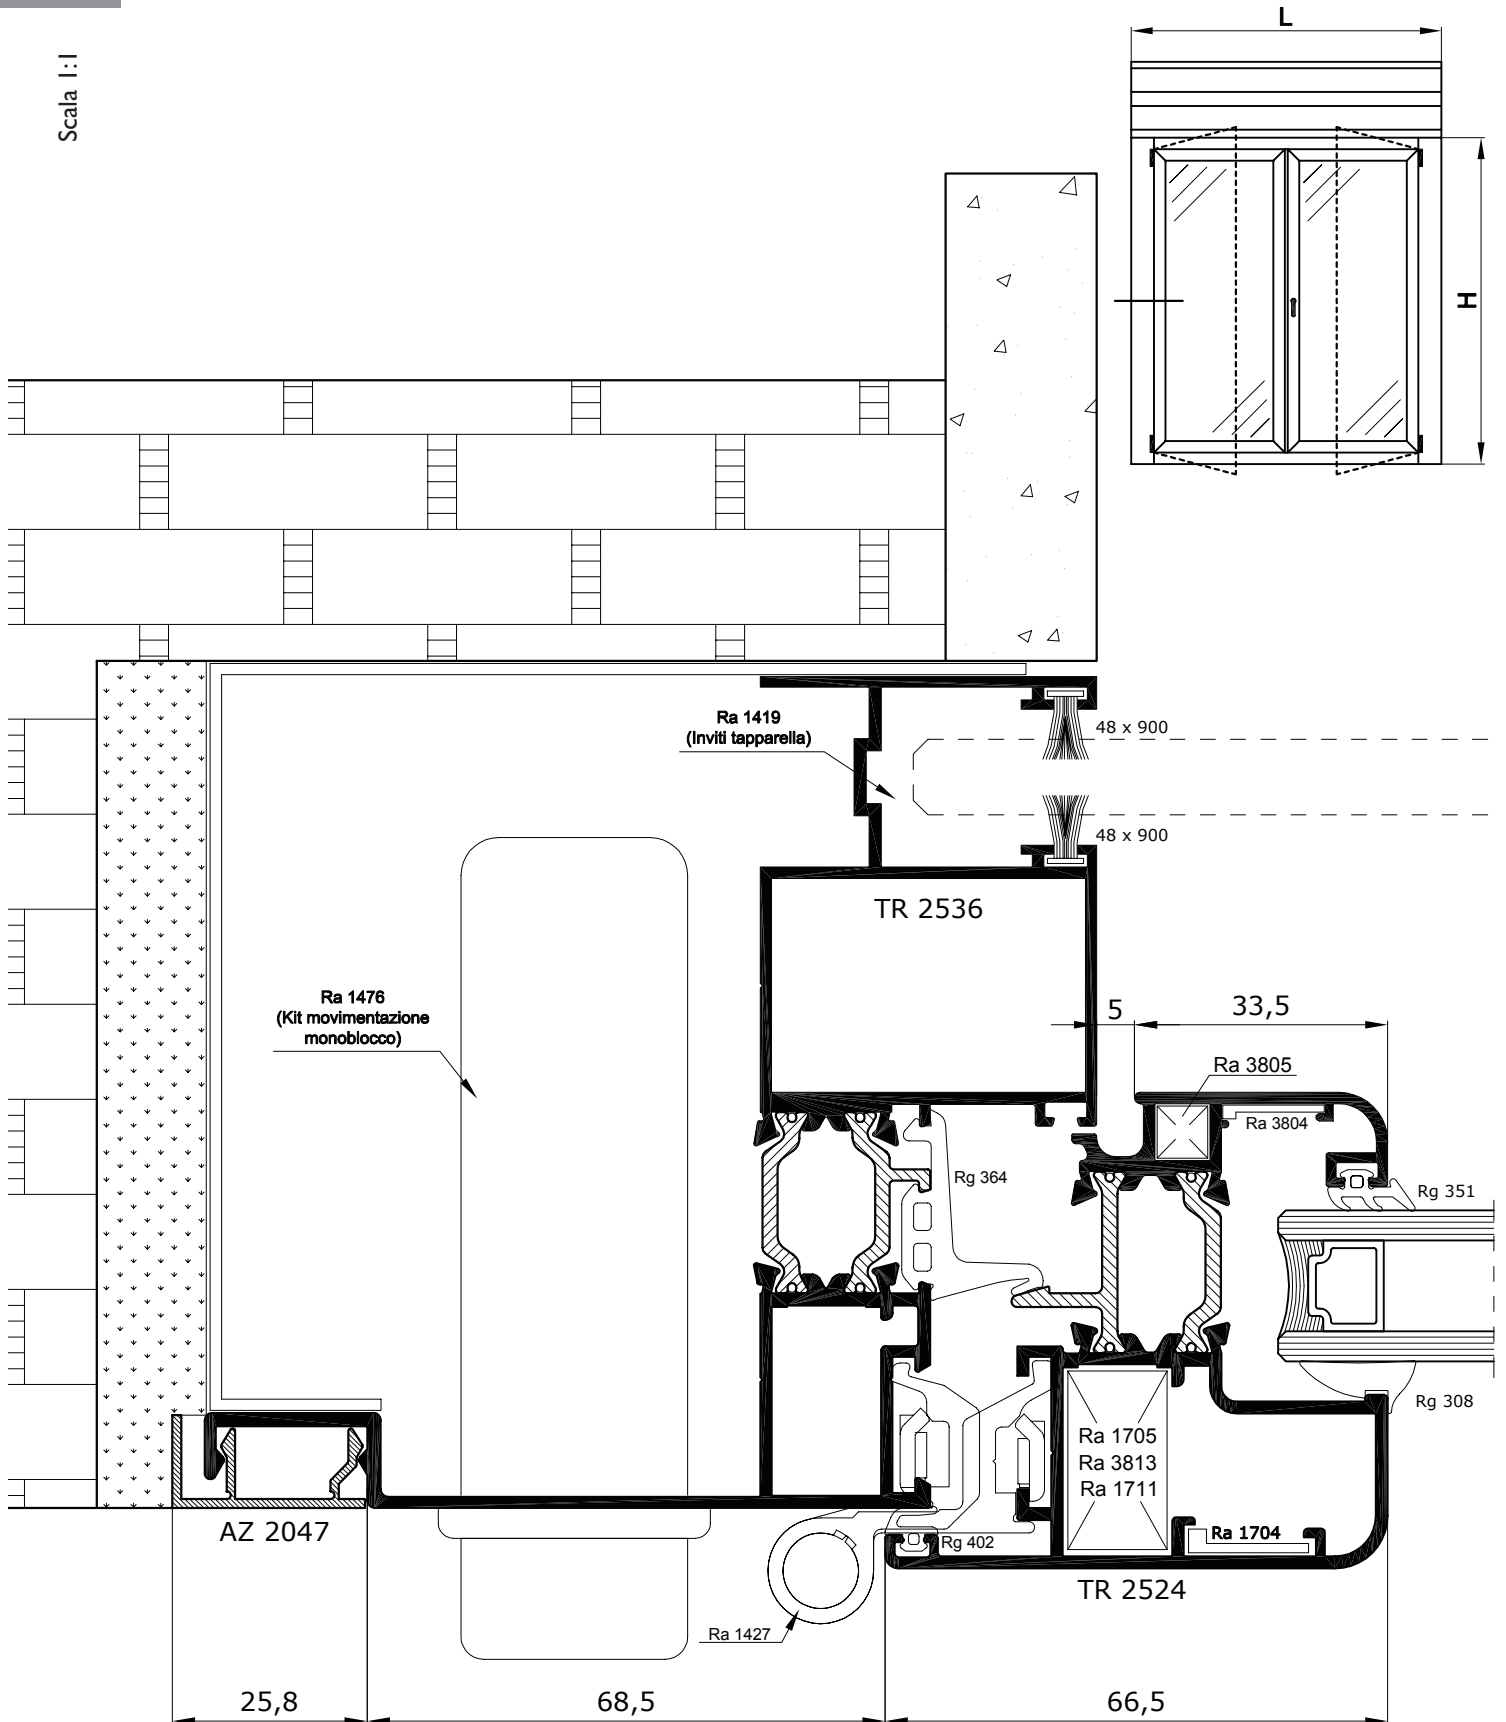 Scala 1:1
L
H
Ra 1419
(Inviti tapparella)
48 x 900
48 x 900
TR 2536
Ra 1476
(Kit movimentazione
monoblocco)
5
33,5
Ra 3805
Ra 3804
Rg 364
Rg 351
Rg 308
Ra 1705
Ra 3813
Ra 1711
Ra 1704
AZ 2047
Rg 402
TR 2524
Ra 1427
25,8
68,5
66,5